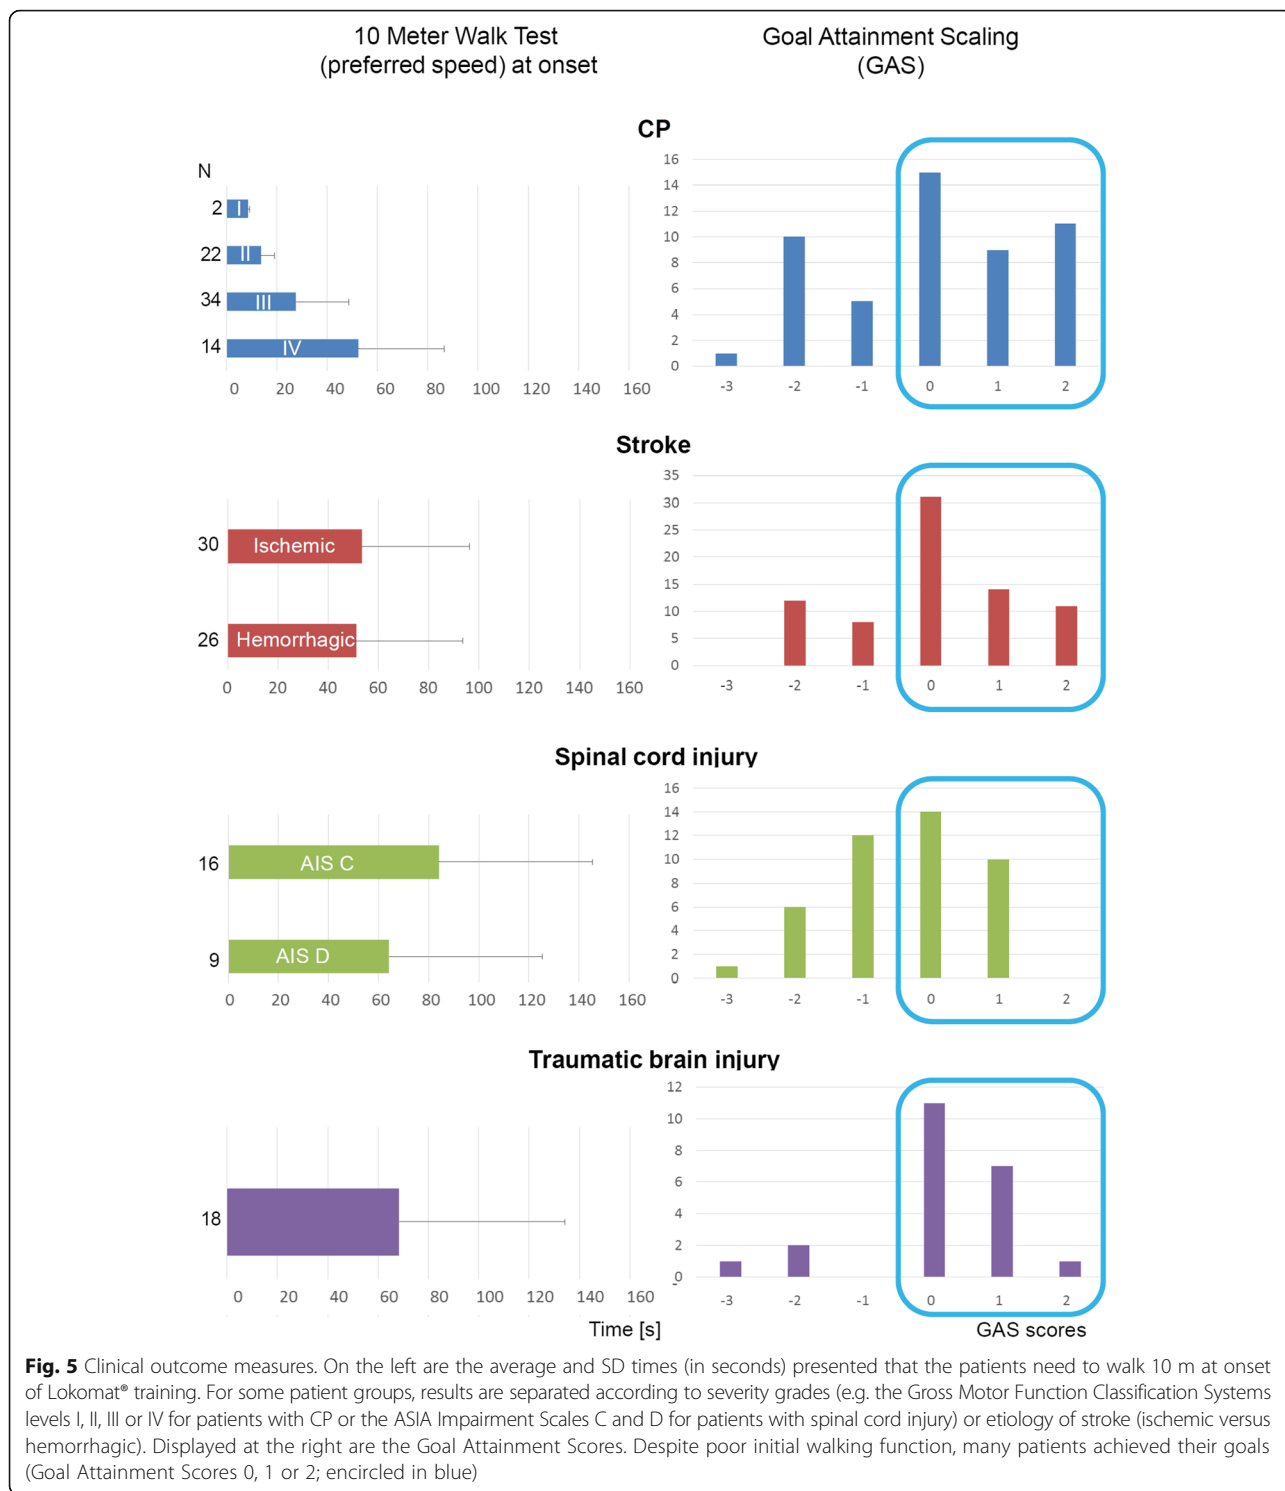 10 Meter Walk Test
(preferred speed) at onset
Goal Attainment Scaling
(GAS)
CP
N
2 I
22 II
34 III
14 IV
0 20 40 60 80 100 120 140 160
16
14
12
10
8
6
4
2
0
-3 -2 -1 0 1 2
Stroke
30 Ischemic
26 Hemorrhagic
0 20 40 60 80 100 120 140 160
35
30
25
20
15
10
5
0
-3 -2 -1 0 1 2
Spinal cord injury
16 AIS C
9 AIS D
0 20 40 60 80 100 120 140 160
16
14
12
10
8
6
4
2
0
-3 -2 -1 0 1 2
Traumatic brain injury
18
0 20 40 60 80 100 120 140 160
Time [s]
12
10
8
6
4
2
0
-
-3 -2 -1 0 1 2
GAS scores
Fig. 5 Clinical outcome measures. On the left are the average and SD times (in seconds) presented that the patients need to walk 10 m at onset
of Lokomat® training. For some patient groups, results are separated according to severity grades (e.g. the Gross Motor Function Classification Systems
levels I, II, III or IV for patients with CP or the ASIA Impairment Scales C and D for patients with spinal cord injury) or etiology of stroke (ischemic versus
hemorrhagic). Displayed at the right are the Goal Attainment Scores. Despite poor initial walking function, many patients achieved their goals
(Goal Attainment Scores 0, 1 or 2; encircled in blue)